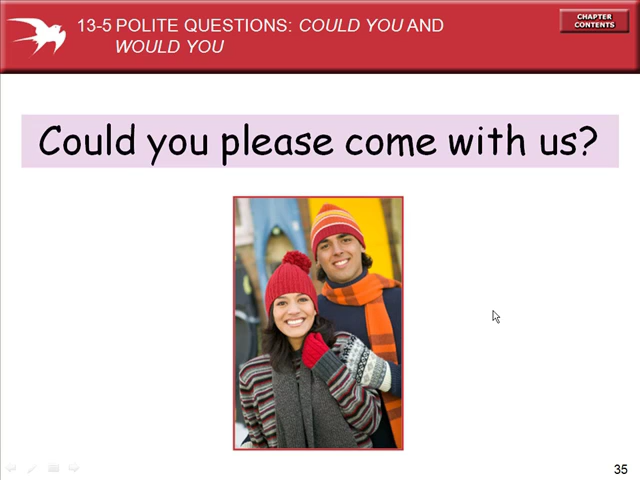 13-5 POLITE QUESTIONS: COULD YOU AND
WOULD YOU
CHAPTER
CONTENTS
Could you please come with us?
35